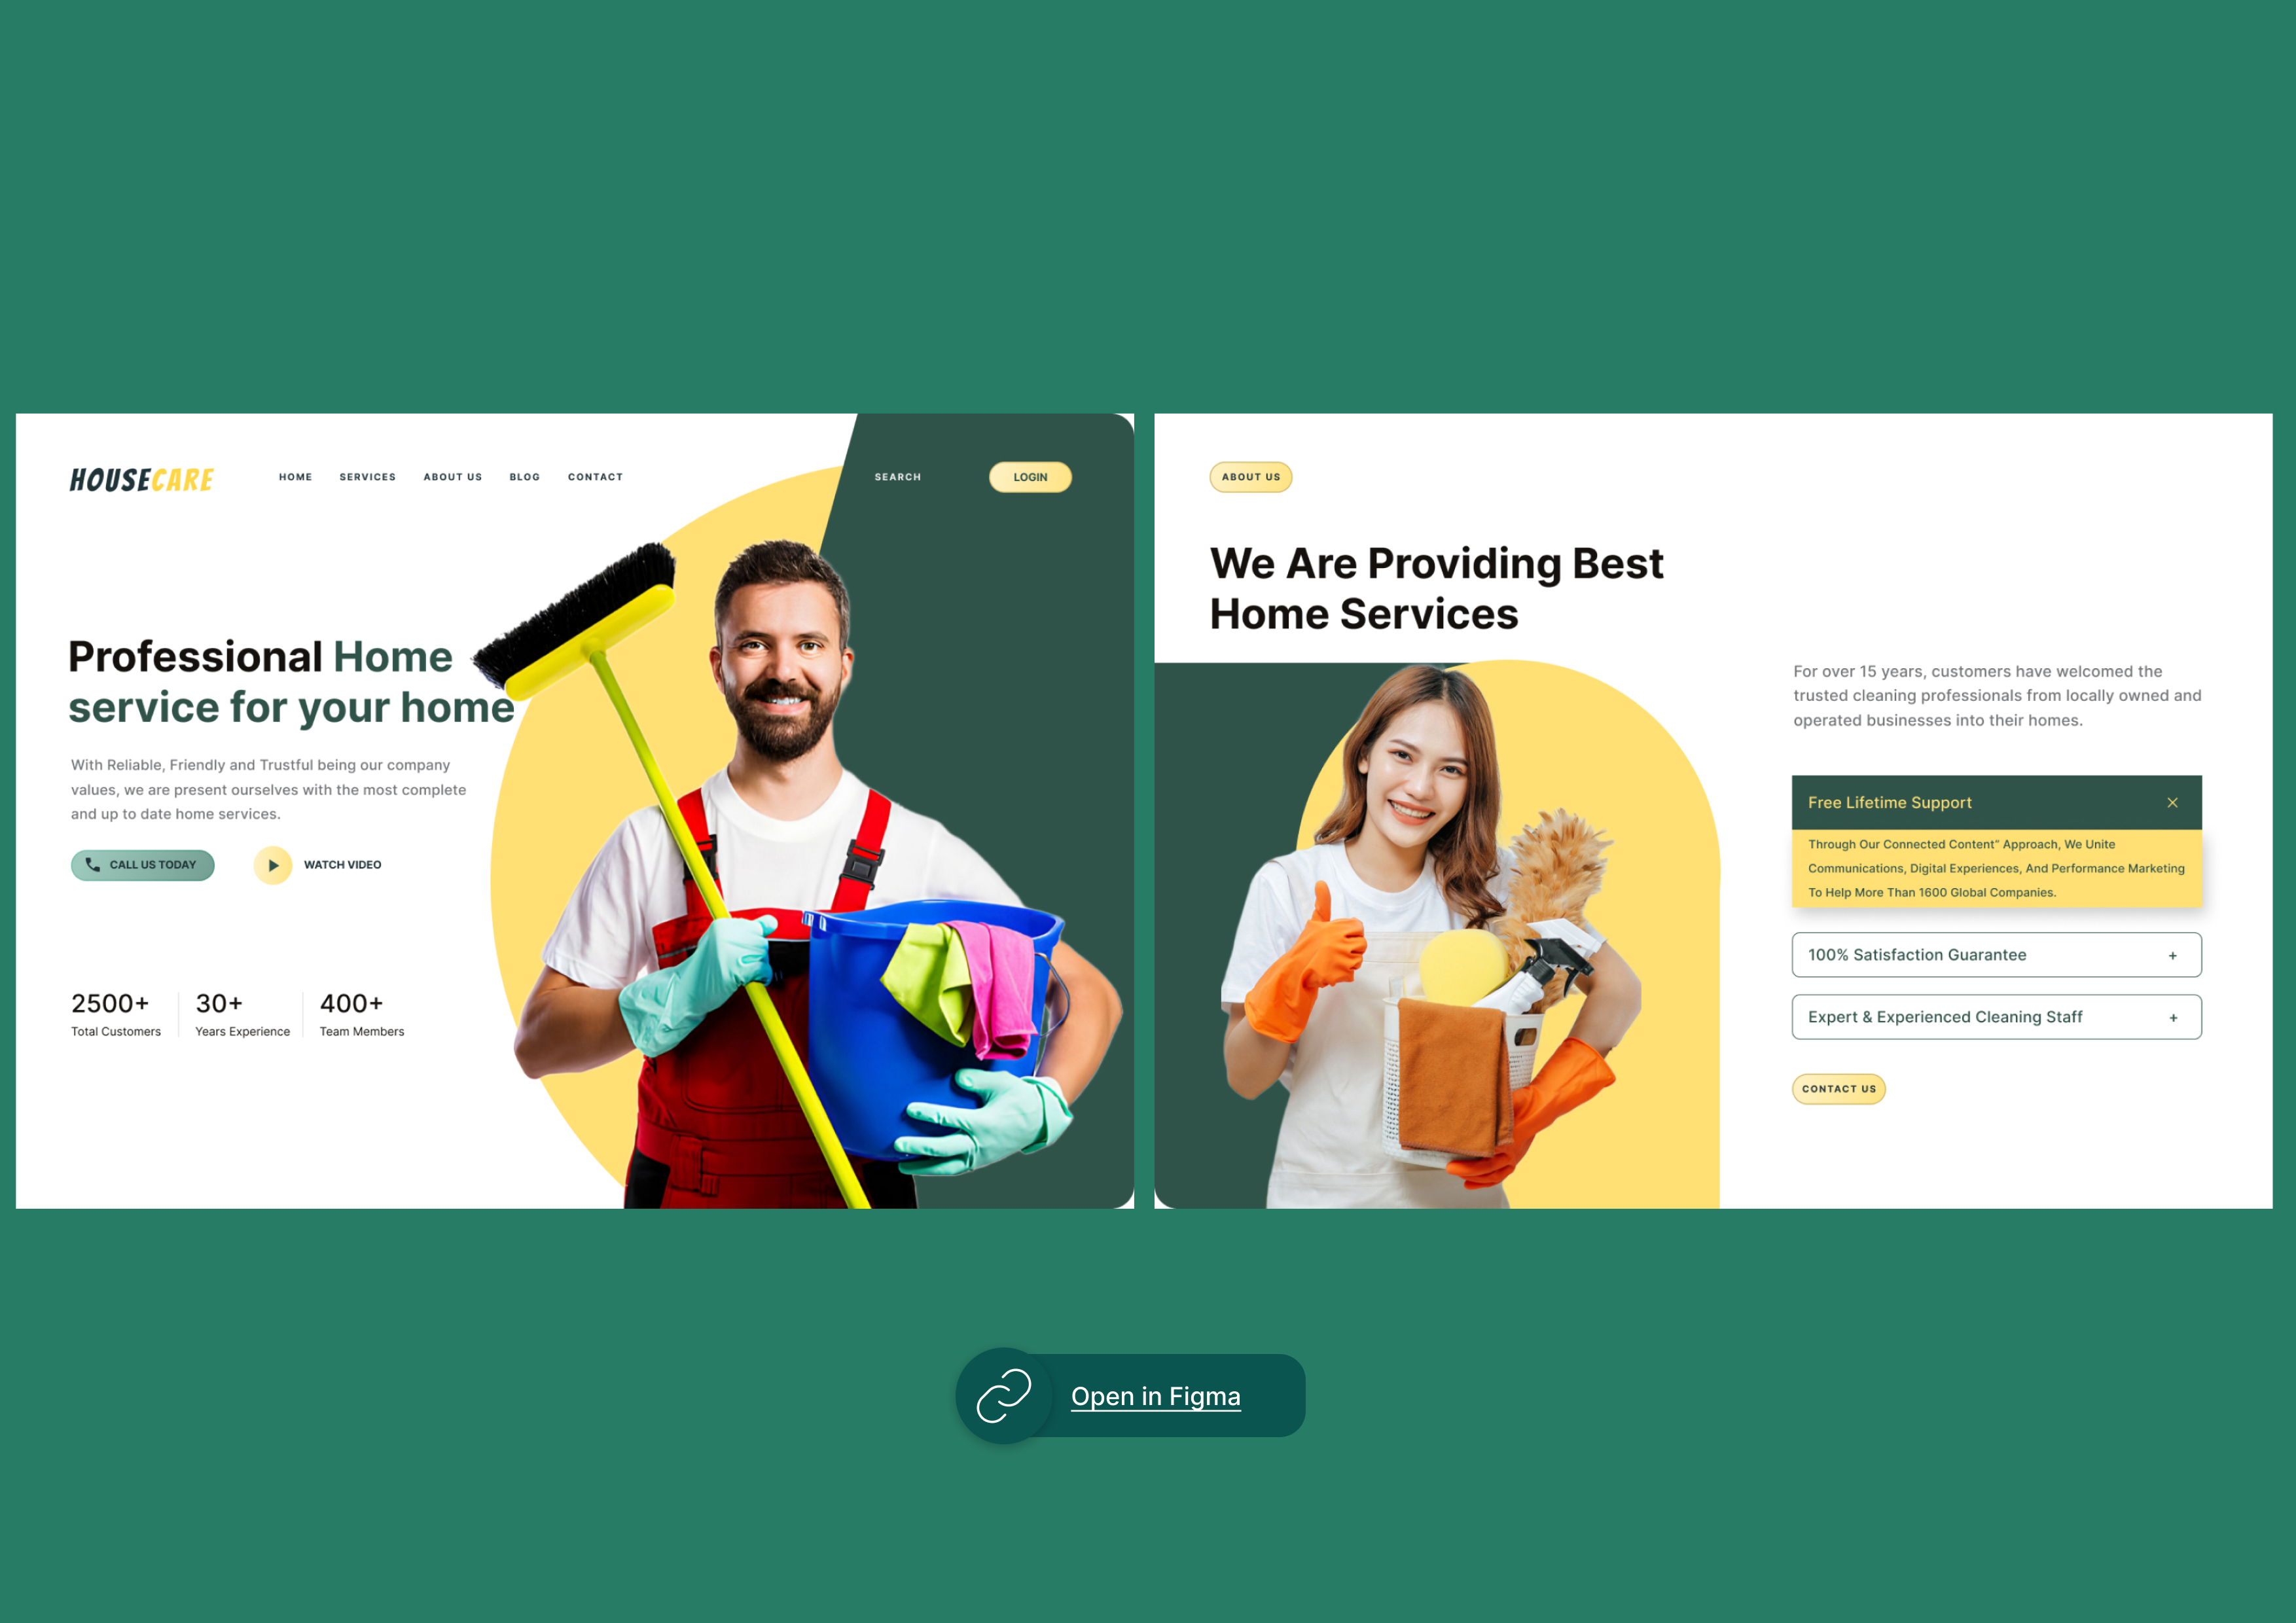 HOUSECARE
HOME SERVICES ABOUT US BLOG CONTACT SEARCH LOGIN
Professional Home
service for your home
With Reliable, Friendly and Trustful being our company
values, we are present ourselves with the most complete
and up to date home services.
CALL US TODAY WATCH VIDEO
2500+ 30+ 400+
Total Customers Years Experience Team Members
ABOUT US
We Are Providing Best
Home Services
For over 15 years, customers have welcomed the
trusted cleaning professionals from locally owned and
operated businesses into their homes.
Free Lifetime Support
Through Our Connected Content” Approach, We Unite
Communications, Digital Experiences, And Performance Marketing
To Help More Than 1600 Global Companies.
100% Satisfaction Guarantee +
Expert & Experienced Cleaning Staff +
CONTACT US
Open in Figma